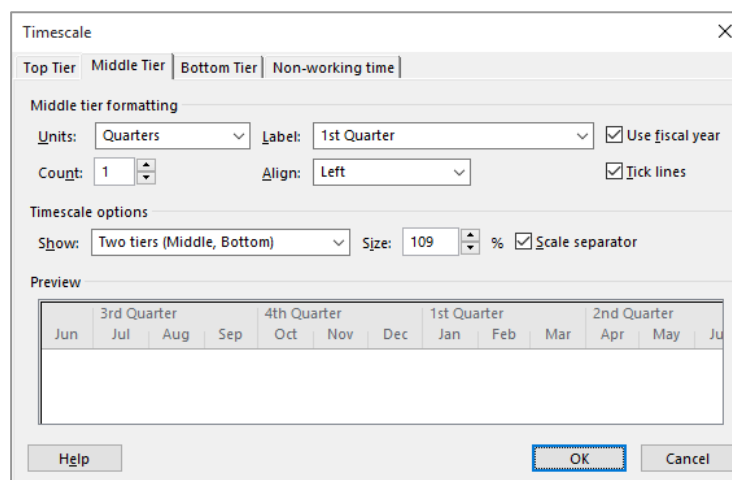 Timescale
Top Tier Middle Tier Bottom Tier Non-working time
Middle tier formatting
Units: Quarters Label: 1st Quarter Use fiscal year
Count: 1 Align: Left Tick lines
Timescale options
Show: Two tiers (Middle, Bottom) Size: 109 % Scale separator
Preview
3rd Quarter 4th Quarter 1st Quarter 2nd Quarter
Jun Jul Aug Sep Oct Nov Dec Jan Feb Mar Apr May Ju
Help OK Cancel